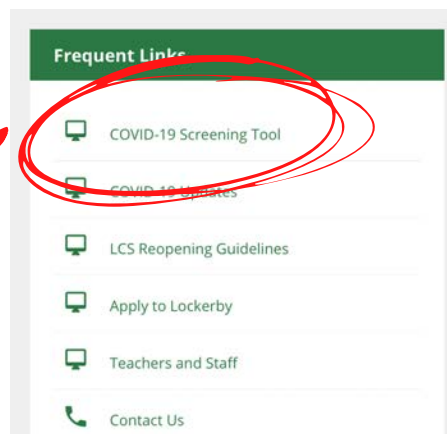 Frequent Links
COVID-19 Screening Tool
COVID-19 Updates
LCS Reopening Guidelines
Apply to Lockerby
Teachers and Staff
Contact Us